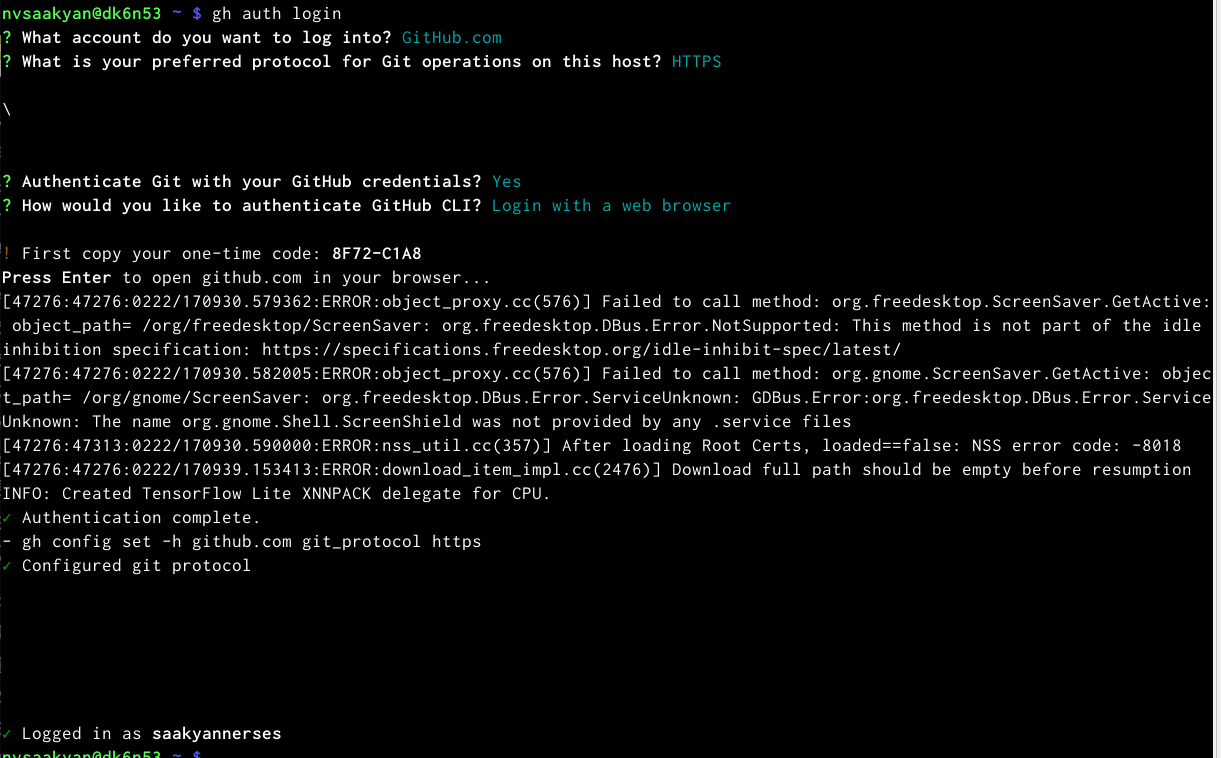 nvsaakyan@dk6n53 ~ $ gh auth login
? What account do you want to log into? GitHub.com
? What is your preferred protocol for Git operations on this host? HTTPS
\
? Authenticate Git with your GitHub credentials? Yes
? How would you like to authenticate GitHub CLI? Login with a web browser
! First copy your one-time code: 8F72-C1A8
Press Enter to open github.com in your browser...
[47276:47276:0222/170930.579362:ERROR:object_proxy.cc(576)] Failed to call method: org.freedesktop.ScreenSaver.GetActive:
object_path= /org/freedesktop/ScreenSaver: org.freedesktop.DBus.Error.NotSupported: This method is not part of the idle
inhibition specification: https://specifications.freedesktop.org/idle-inhibit-spec/latest/
[47276:47276:0222/170930.582005:ERROR:object_proxy.cc(576)] Failed to call method: org.gnome.ScreenSaver.GetActive: objec
t_path= /org/gnome/ScreenSaver: org.freedesktop.DBus.Error.ServiceUnknown: GDBus.Error:org.freedesktop.DBus.Error.Service
Unknown: The name org.gnome.Shell.ScreenShield was not provided by any .service files
[47276:47313:0222/170930.590000:ERROR:nss_util.cc(357)] After loading Root Certs, loaded==false: NSS error code: -8018
[47276:47276:0222/170939.153413:ERROR:download_item_impl.cc(2476)] Download full path should be empty before resumption
INFO: Created TensorFlow Lite XNNPACK delegate for CPU.
✓ Authentication complete.
- gh config set -h github.com git_protocol https
✓ Configured git protocol
✓ Logged in as saakyannerses
nvsaakyan@dk6n53 ~ $